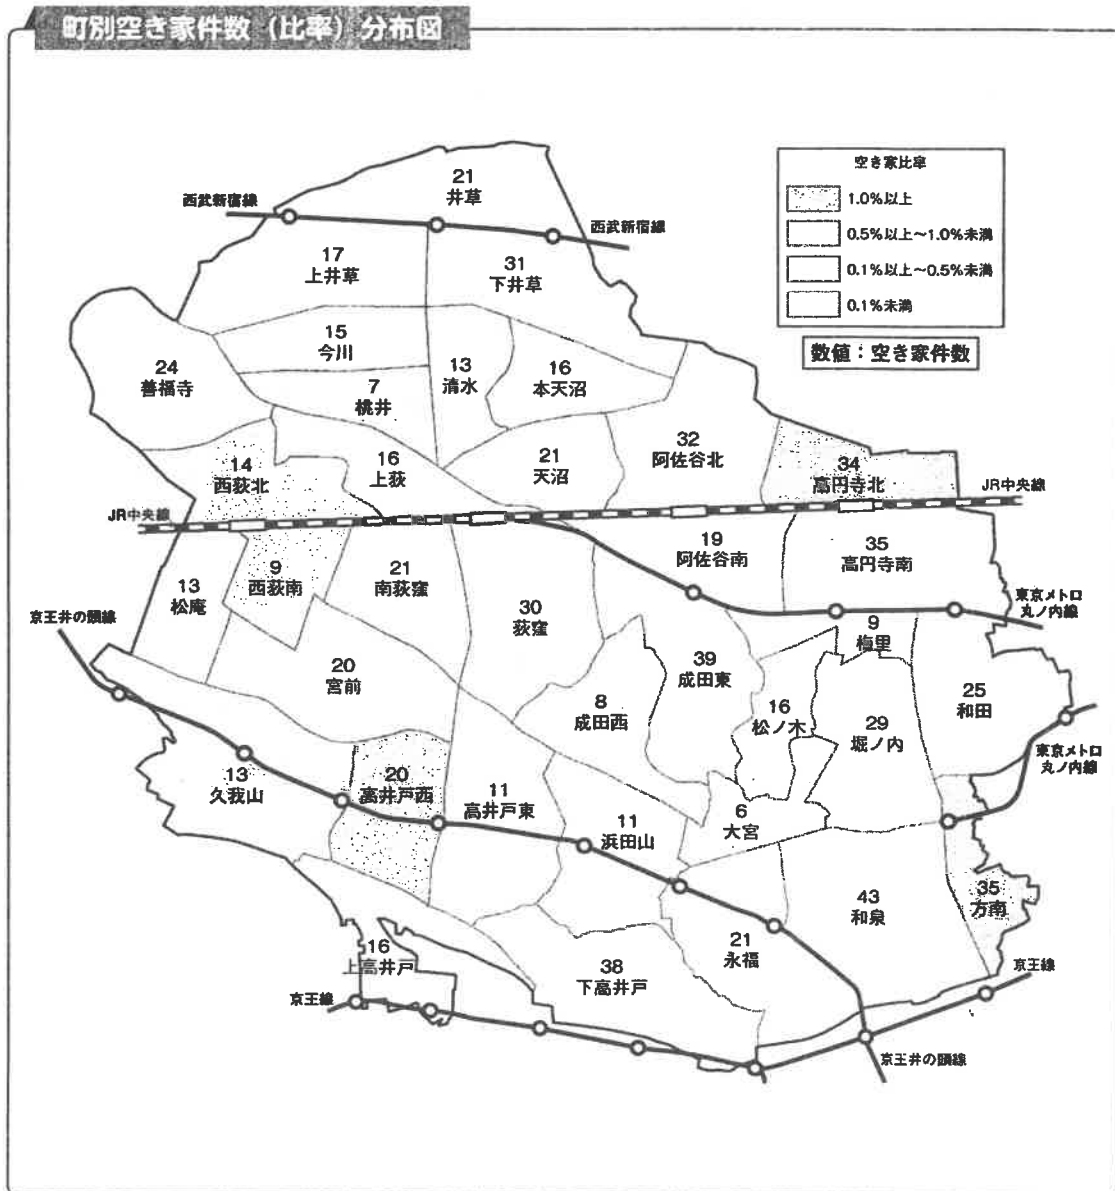 町別空き家件数（比率）分布図
空き家比率
1.0%以上
0.5%以上～1.0%未満
0.1%以上～0.5%未満
0.1%未満
数値：空き家件数
21
井草
西武新宿線
西武新宿線
17
上井草
31
下井草
15
今川
24
善福寺
13
清水
16
本天沼
7
桃井
32
阿佐谷北
21
天沼
34
高円寺北
16
上荻
14
西荻北
JR中央線
JR中央線
19
阿佐谷南
35
高円寺南
21
南荻窪
9
西荻南
13
松庵
30
荻窪
東京メトロ
丸ノ内線
京王井の頭線
9
梅里
20
宮前
39
成田東
8
成田西
16
松ノ木
29
堀ノ内
25
和田
東京メトロ
丸ノ内線
13
久我山
20
高井戸西
11
高井戸東
11
浜田山
6
大宮
43
和泉
35
方南
21
永福
16
上高井戸
38
下高井戸
京王線
京王線
京王井の頭線